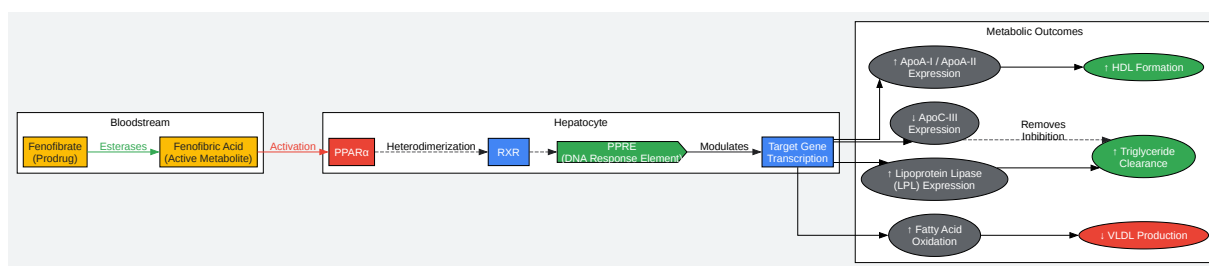 Bloodstream
Fenofibrate
(Prodrug)
Esterases
Fenofibric Acid
(Active Metabolite)
Activation
Hepatocyte
PPARα
Heterodimerization
RXR
PPRE
(DNA Response Element)
Modulates
Target Gene
Transcription
Metabolic Outcomes
↑ ApoA-I / ApoA-II
Expression
↑ HDL Formation
↓ ApoC-III
Expression
Removes
Inhibition
↑ Triglyceride
Clearance
↑ Lipoprotein Lipase
(LPL) Expression
↑ Fatty Acid
Oxidation
↓ VLDL Production